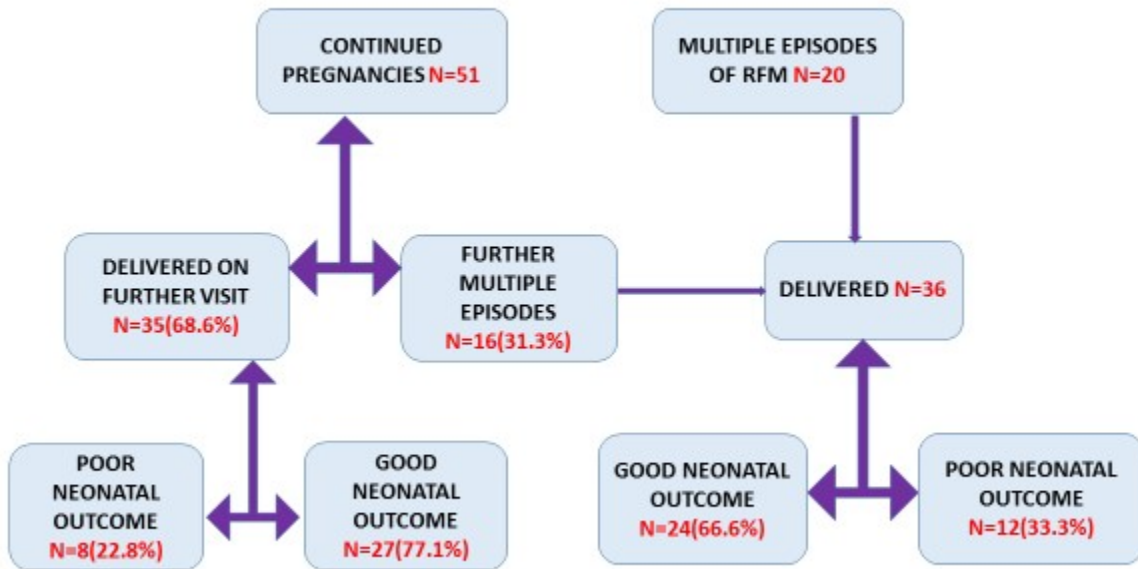 CONTINUED
PREGNANCIES N=51
MULTIPLE EPISODES
OF RFM N=20
DELIVERED ON
FURTHER VISIT
N=35(68.6%)
FURTHER
MULTIPLE
EPISODES
N=16(31.3%)
DELIVERED N=36
POOR
NEONATAL
OUTCOME
N=8(22.8%)
GOOD
NEONATAL
OUTCOME
N=27(77.1%)
GOOD NEONATAL
OUTCOME
N=24(66.6%)
POOR NEONATAL
OUTCOME
N=12(33.3%)